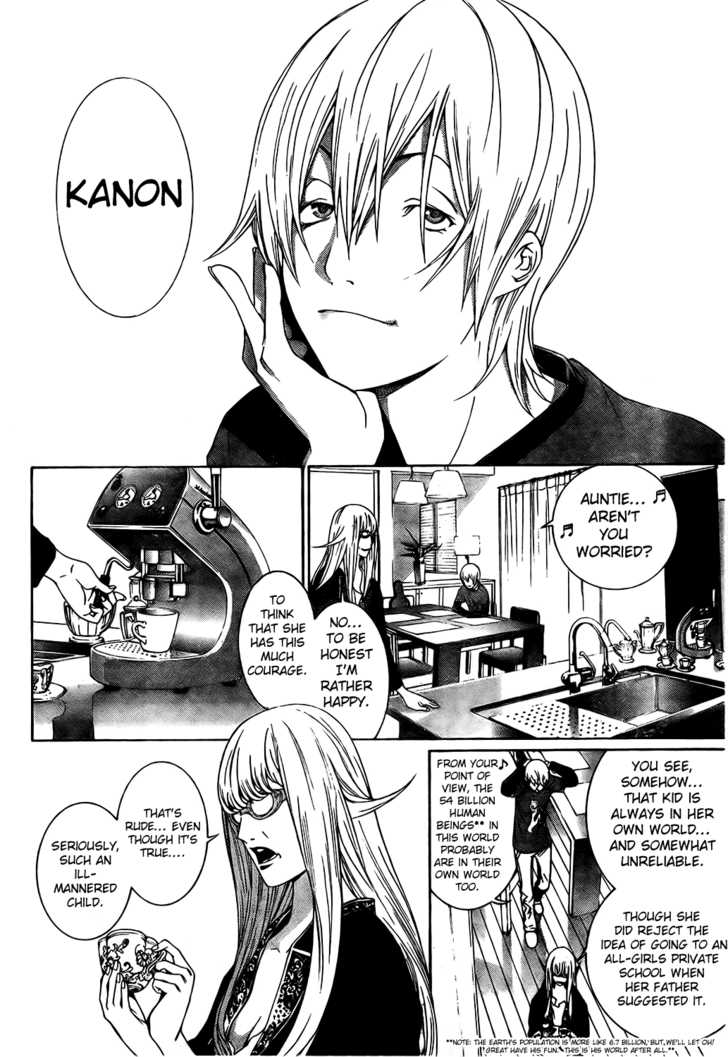 KANON
AUNTIE...
AREN'T
YOU
WORRIED?
NO...
TO BE
HONEST
I'M
RATHER
HAPPY.
TO
THINK
THAT SHE
HAS THIS
MUCH
COURAGE.
YOU SEE,
SOMEHOW...
THAT KID IS
ALWAYS IN HER
OWN WORLD...
AND SOMEWHAT
UNRELIABLE.
THOUGH SHE
DID REJECT THE
IDEA OF GOING TO
AN ALL-GIRLS PRIVATE
SCHOOL WHEN
HER FATHER
SUGGESTED IT.
FROM YOUR
POINT OF
VIEW, THE
54 BILLION
HUMAN
BEINGS** IN
THIS WORLD
PROBABLY
ARE IN THEIR
OWN WORLD
TOO.
THAT'S
RUDE... EVEN
THOUGH IT'S
TRUE....
SERIOUSLY,
SUCH AN
ILL-
MANNERED
CHILD.
**NOTE: THE EARTH'S POPULATION IS MORE LIKE 6.7 BILLION, BUT, WE'LL LET OH!
GREAT HAVE HIS FUN. THIS IS HIS WORLD AFTER ALL.**